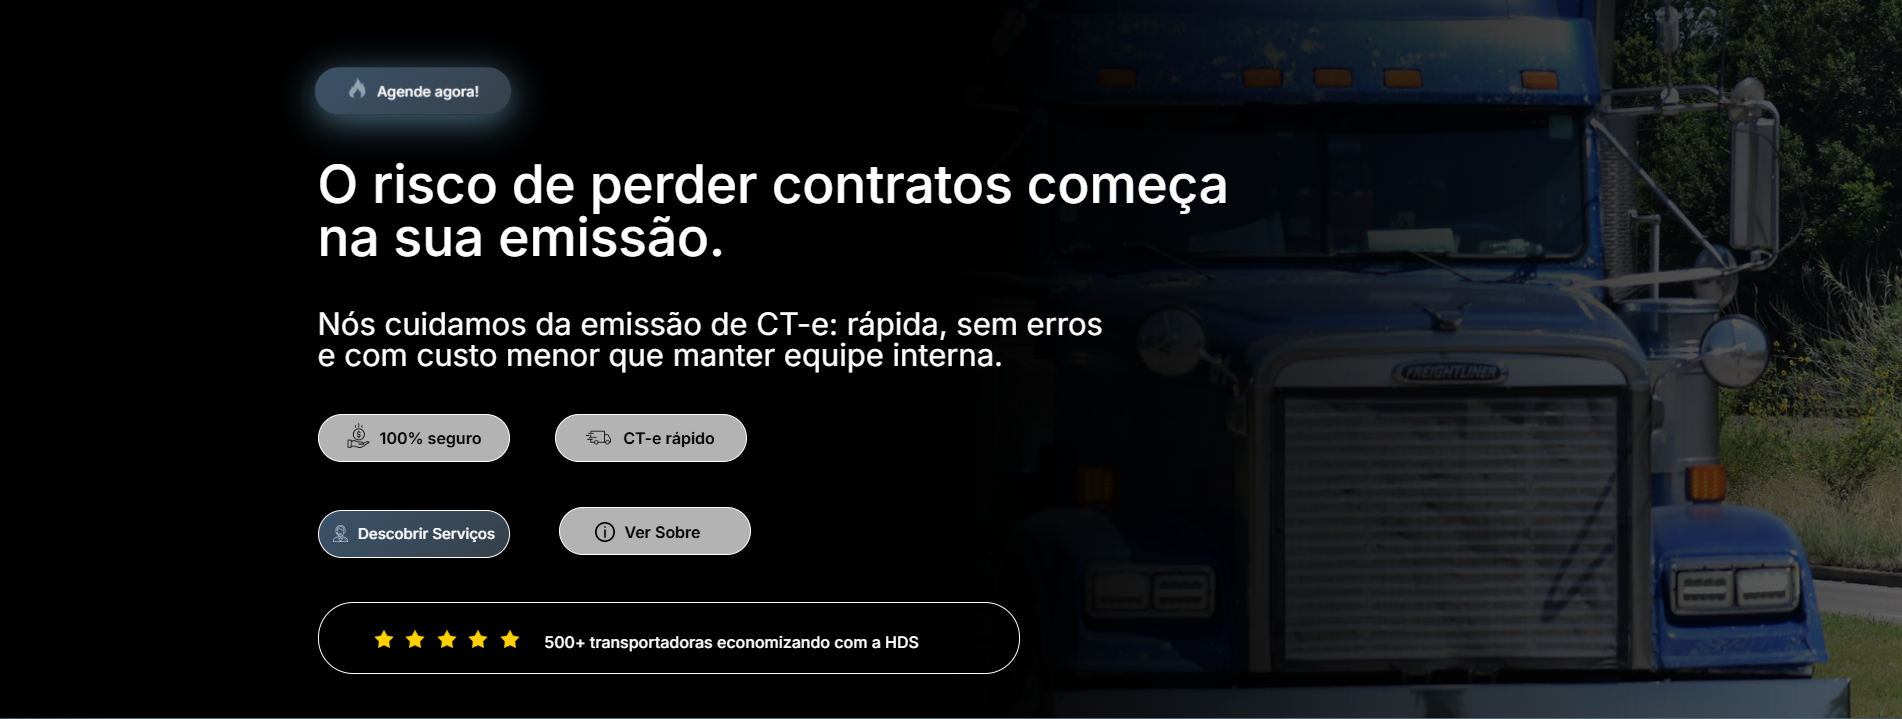 Agende agora!
O risco de perder contratos começa
na sua emissão.
Nós cuidamos da emissão de CT-e: rápida, sem erros
e com custo menor que manter equipe interna.
100% seguro
CT-e rápido
Descobrir Serviços
Ver Sobre
500+ transportadoras economizando com a HDS
FREIGHTLINER